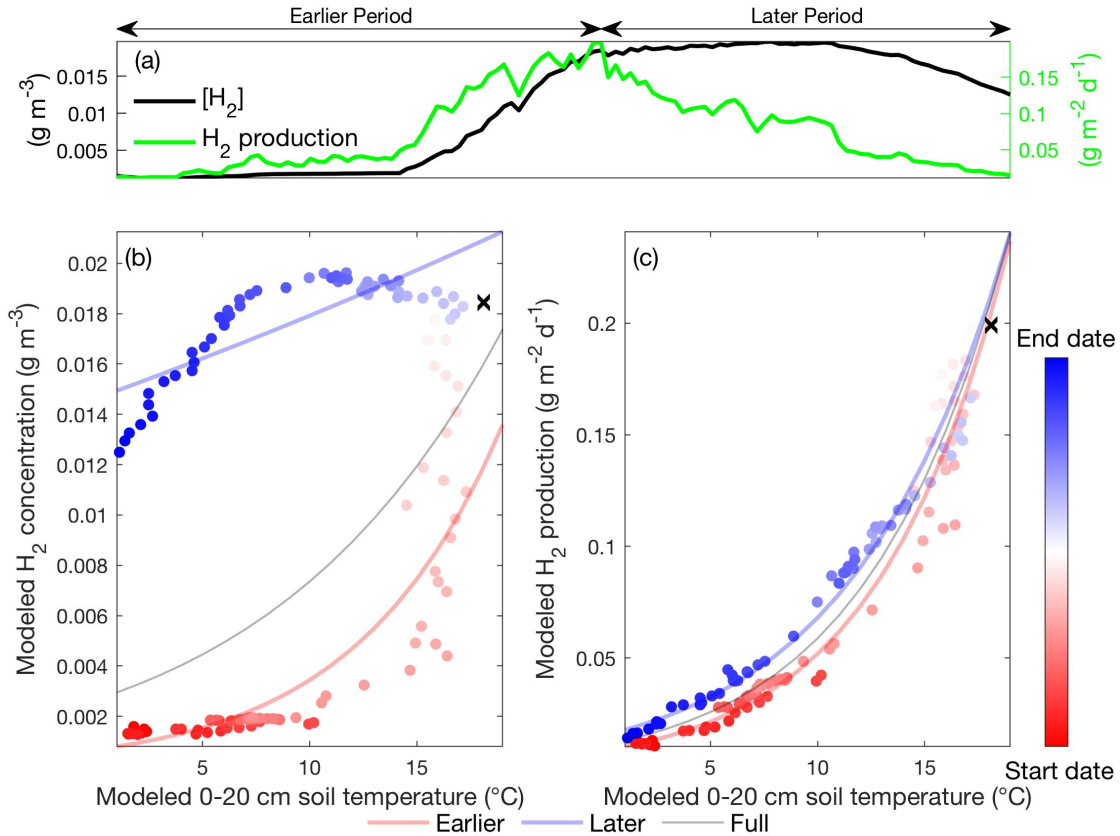 Earlier Period Later Period
(a)
[H₂]
H₂ production
(g m⁻³)
0.015
0.01
0.005
0.15
0.1
0.05
(g m⁻² d⁻¹)
(b)
Modeled H₂ concentration (g m⁻³)
0.02
0.018
0.016
0.014
0.012
0.01
0.008
0.006
0.004
0.002
5 10 15
Modeled 0-20 cm soil temperature (°C)
(c)
Modeled H₂ production (g m⁻² d⁻¹)
0.2
0.15
0.1
0.05
5 10 15
Modeled 0-20 cm soil temperature (°C)
End date
Start date
Earlier Later Full